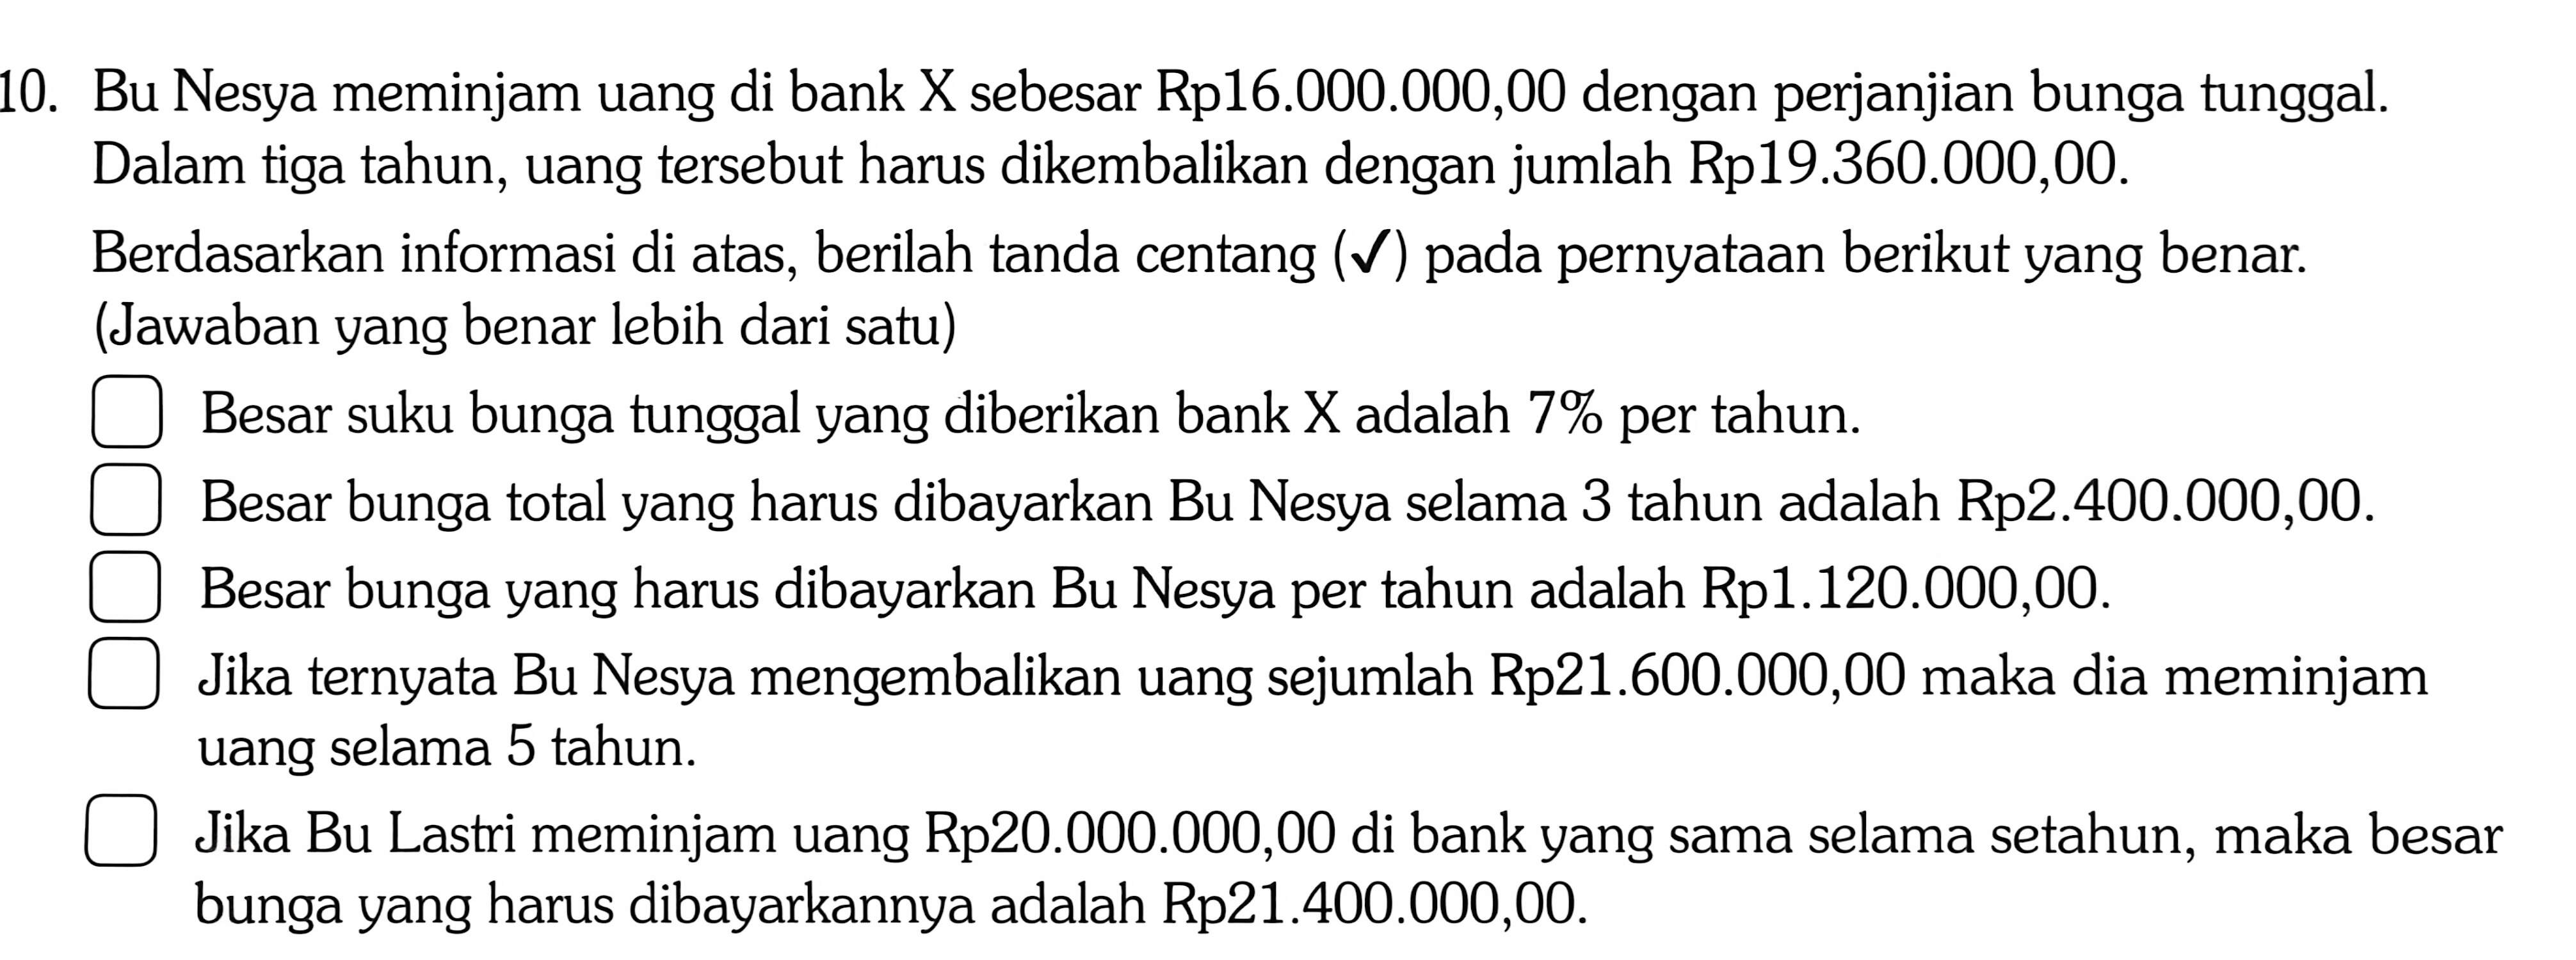 10. Bu Nesya meminjam uang di bank X sebesar Rp16.000.000,00 dengan perjanjian bunga tunggal.
Dalam tiga tahun, uang tersebut harus dikembalikan dengan jumlah Rp19.360.000,00.
Berdasarkan informasi di atas, berilah tanda centang (✓) pada pernyataan berikut yang benar.
(Jawaban yang benar lebih dari satu)
Besar suku bunga tunggal yang diberikan bank X adalah 7% per tahun.
Besar bunga total yang harus dibayarkan Bu Nesya selama 3 tahun adalah Rp2.400.000,00.
Besar bunga yang harus dibayarkan Bu Nesya per tahun adalah Rp1.120.000,00.
Jika ternyata Bu Nesya mengembalikan uang sejumlah Rp21.600.000,00 maka dia meminjam
uang selama 5 tahun.
Jika Bu Lastri meminjam uang Rp20.000.000,00 di bank yang sama selama setahun, maka besar
bunga yang harus dibayarkannya adalah Rp21.400.000,00.